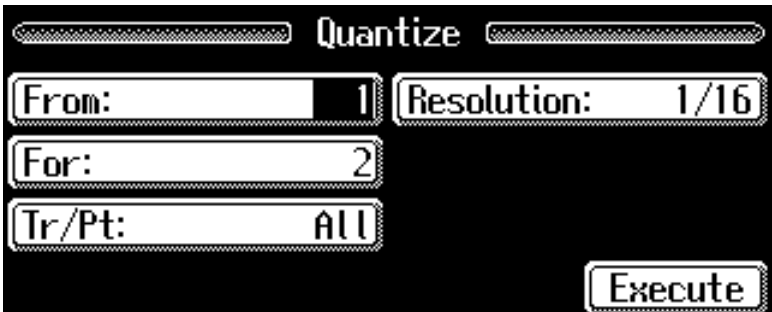 Quantize
From: 1 Resolution: 1/16
For: 2
Tr/Pt: All
Execute